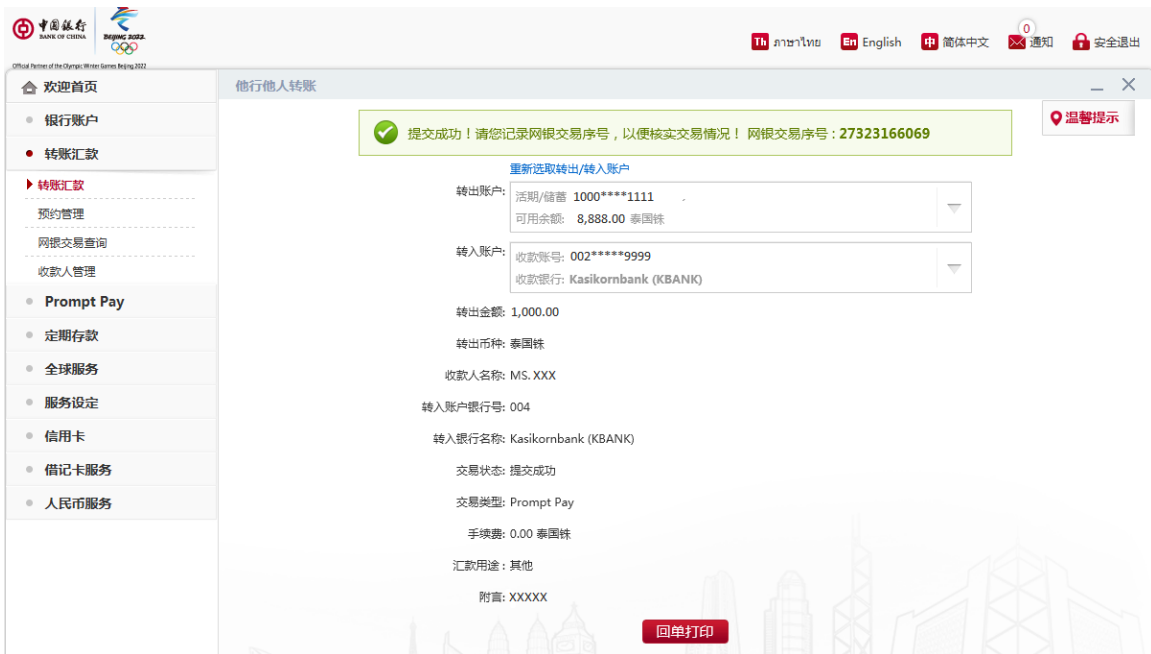 中国银行
BANK OF CHINA
BEIJING 2022
Official Partner of the Olympic Winter Games Beijing 2022
Th ภาษาไทย En English 中 简体中文 0 通知 安全退出
欢迎首页
银行账户
转账汇款
转账汇款
预约管理
网银交易查询
收款人管理
Prompt Pay
定期存款
全球服务
服务设定
信用卡
借记卡服务
人民币服务
他行他人转账
温馨提示
提交成功！请您记录网银交易序号，以便核实交易情况！ 网银交易序号 : 27323166069
重新选取转出/转入账户
转出账户: 活期/储蓄 1000****1111
可用余额: 8,888.00 泰国铢
转入账户: 收款账号: 002*****9999
收款银行: Kasikornbank (KBANK)
转出金额: 1,000.00
转出币种: 泰国铢
收款人名称: MS. XXX
转入账户银行号: 004
转入银行名称: Kasikornbank (KBANK)
交易状态: 提交成功
交易类型: Prompt Pay
手续费: 0.00 泰国铢
汇款用途 : 其他
附言: XXXXX
回单打印